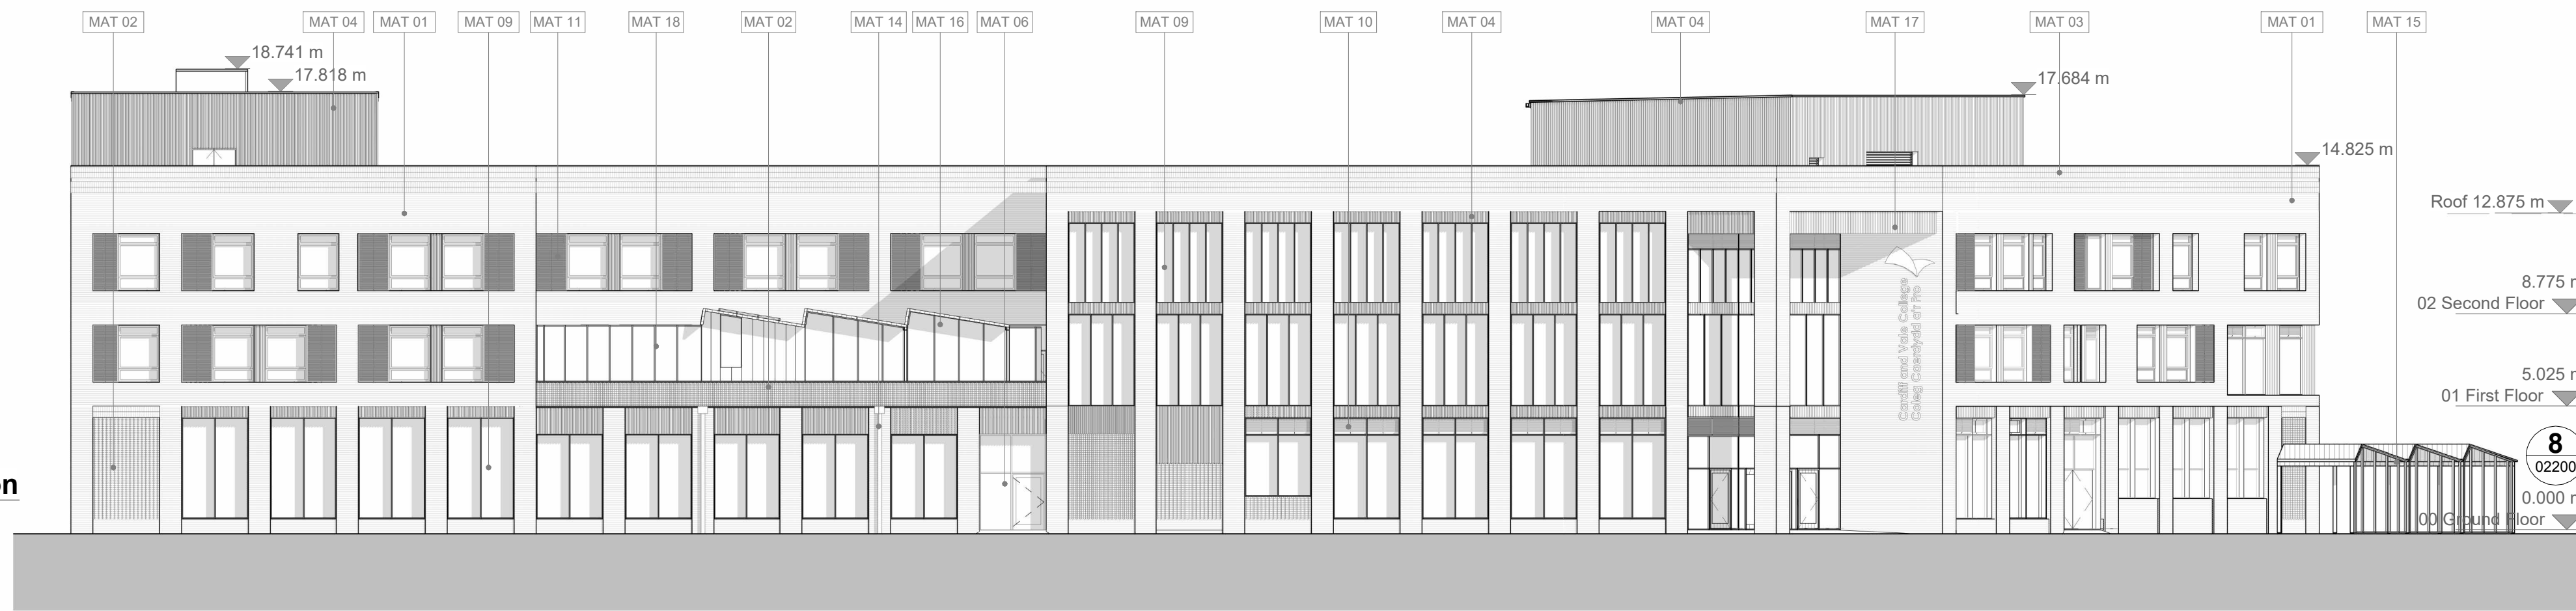 MAT 02
MAT 04
MAT 01
MAT 09
MAT 11
MAT 18
MAT 02
MAT 14
MAT 16
MAT 06
MAT 09
MAT 10
MAT 04
MAT 04
MAT 17
MAT 03
MAT 01
MAT 15
18.741 m
17.818 m
17.684 m
14.825 m
Roof 12.875 m
8.775 m
02 Second Floor
5.025 m
01 First Floor
8
02200
0.000 m
00 Ground Floor
Cardiff and Vale College
Coleg Caerdydd a'r Fro
on